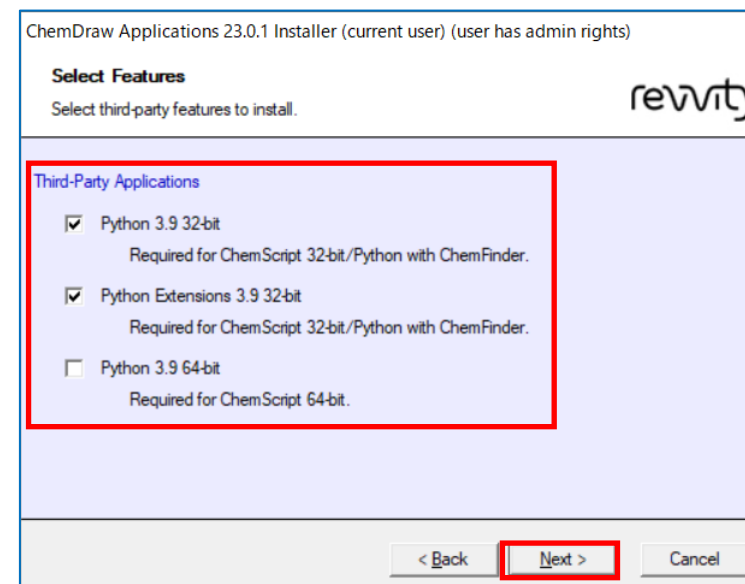 ChemDraw Applications 23.0.1 Installer (current user) (user has admin rights)
Select Features
Select third-party features to install.
revvity
Third-Party Applications
Python 3.9 32-bit
Required for ChemScript 32-bit/Python with ChemFinder.
Python Extensions 3.9 32-bit
Required for ChemScript 32-bit/Python with ChemFinder.
Python 3.9 64-bit
Required for ChemScript 64-bit.
< Back
Next >
Cancel